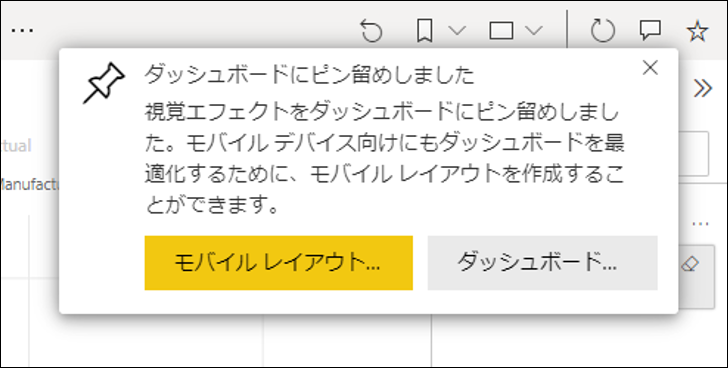 ...
ダッシュボードにピン留めしました
視覚エフェクトをダッシュボードにピン留めしまし
た。モバイル デバイス向けにもダッシュボードを最
適化するために、モバイル レイアウトを作成するこ
とができます。
モバイル レイアウト...
ダッシュボード...
tual
Manufactu
...